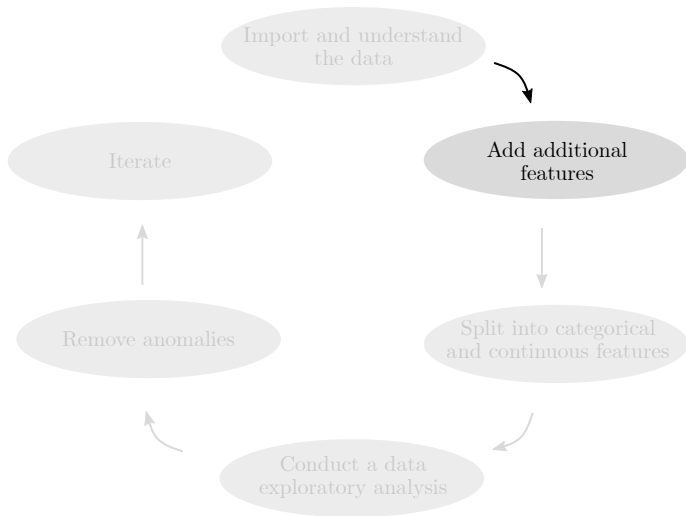 Import and understand
the data
Add additional
features
Split into categorical
and continuous features
Conduct a data
exploratory analysis
Remove anomalies
Iterate